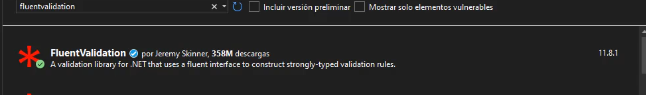 fluentvalidation
Incluir versión preliminar
Mostrar solo elementos vulnerables
FluentValidation por Jeremy Skinner, 358M descargas
11.8.1
A validation library for .NET that uses a fluent interface to construct strongly-typed validation rules.